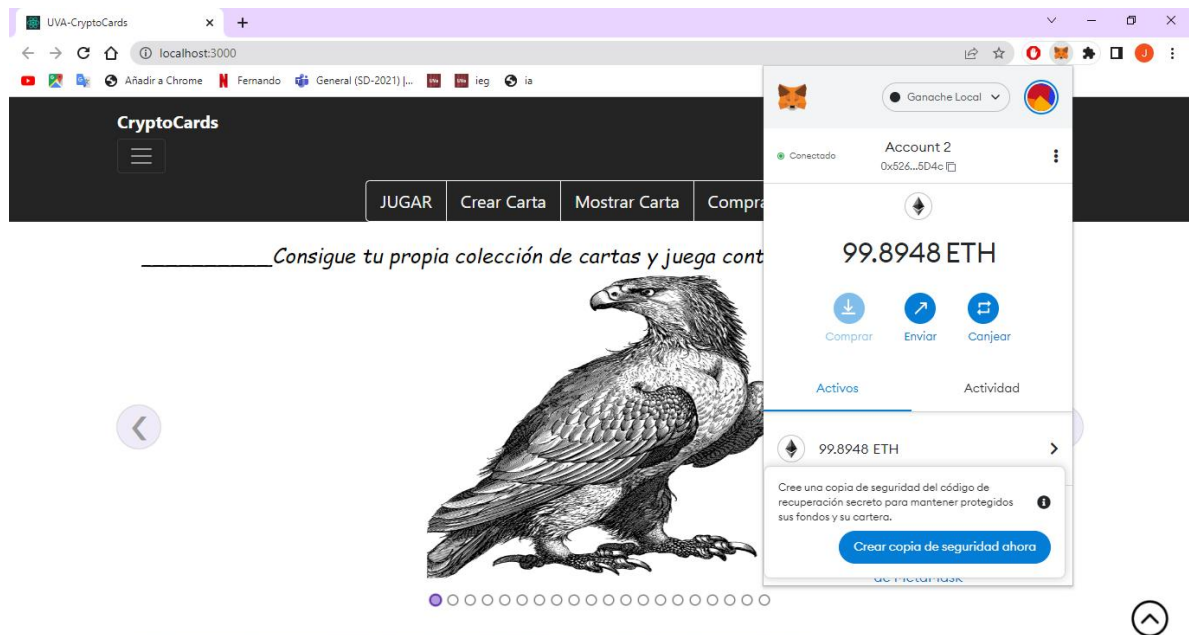 UVA-CryptoCards
localhost:3000
Añadir a Chrome Fernando General (SD-2021) |... ieg ia
CryptoCards
JUGAR Crear Carta Mostrar Carta Compra
__________Consigue tu propia colección de cartas y juega cont
Ganache Local
Conectado
Account 2
0x526...5D4c
99.8948 ETH
Comprar Enviar Canjear
Activos Actividad
99.8948 ETH
Cree una copia de seguridad del código de
recuperación secreto para mantener protegidos
sus fondos y su cartera.
Crear copia de seguridad ahora
de MetaMask